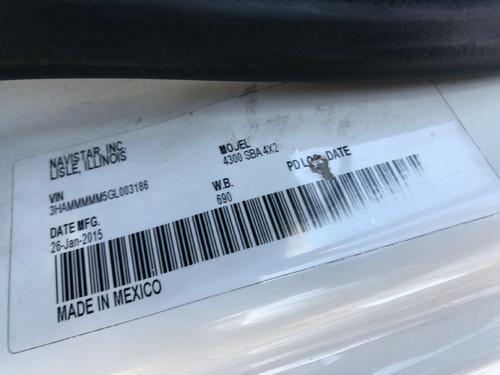 NAVISTAR, INC.
LISLE, ILLINOIS
MODEL
4300 SBA 4X2
VIN
3HAMMMMM5GL003186
W.B.
690
PD LOC DATE
DATE MFG.
26-Jan-2015
MADE IN MEXICO